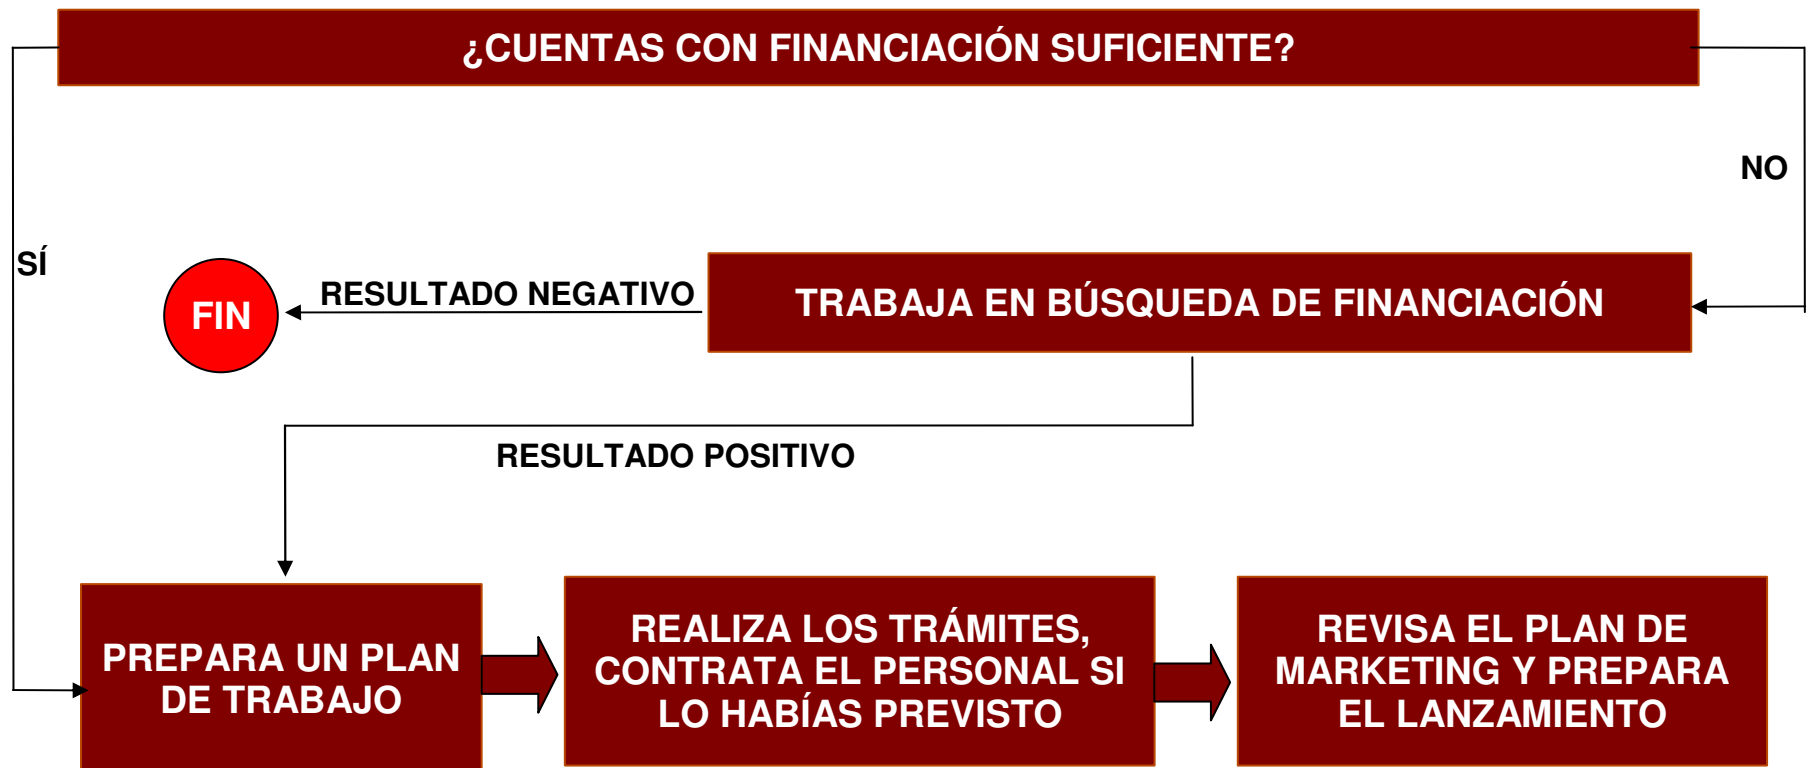 ¿CUENTAS CON FINANCIACIÓN SUFICIENTE?
NO
SÍ
FIN
RESULTADO NEGATIVO
TRABAJA EN BÚSQUEDA DE FINANCIACIÓN
RESULTADO POSITIVO
PREPARA UN PLAN
DE TRABAJO
REALIZA LOS TRÁMITES,
CONTRATA EL PERSONAL SI
LO HABÍAS PREVISTO
REVISA EL PLAN DE
MARKETING Y PREPARA
EL LANZAMIENTO